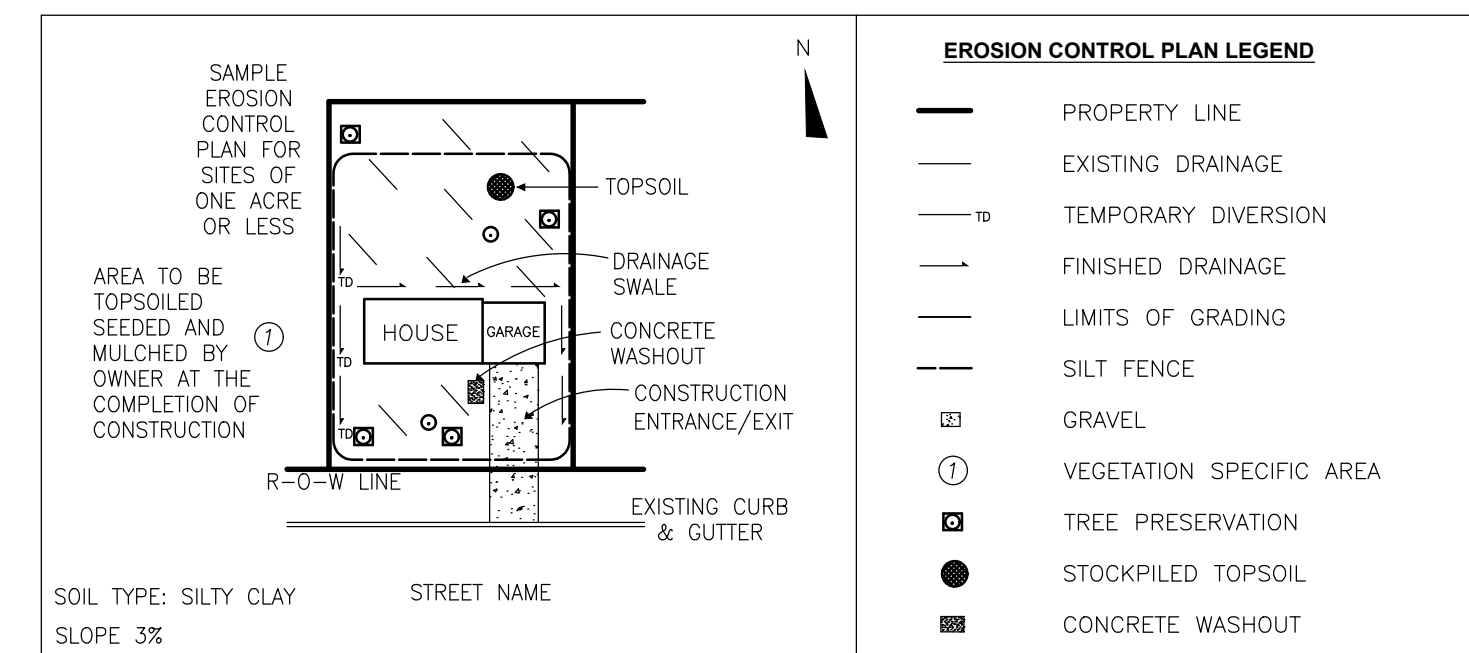 SAMPLE
EROSION
CONTROL
PLAN FOR
SITES OF
ONE ACRE
OR LESS
N
TOPSOIL
AREA TO BE
TOPSOILED
SEEDED AND
MULCHED BY
OWNER AT THE
COMPLETION OF
CONSTRUCTION
1
TD
TD
TD
DRAINAGE
SWALE
HOUSE
GARAGE
CONCRETE
WASHOUT
CONSTRUCTION
ENTRANCE/EXIT
R-O-W LINE
EXISTING CURB
& GUTTER
STREET NAME
SOIL TYPE: SILTY CLAY
SLOPE 3%
EROSION CONTROL PLAN LEGEND
PROPERTY LINE
EXISTING DRAINAGE
TD TEMPORARY DIVERSION
FINISHED DRAINAGE
LIMITS OF GRADING
SILT FENCE
GRAVEL
1 VEGETATION SPECIFIC AREA
TREE PRESERVATION
STOCKPILED TOPSOIL
CONCRETE WASHOUT